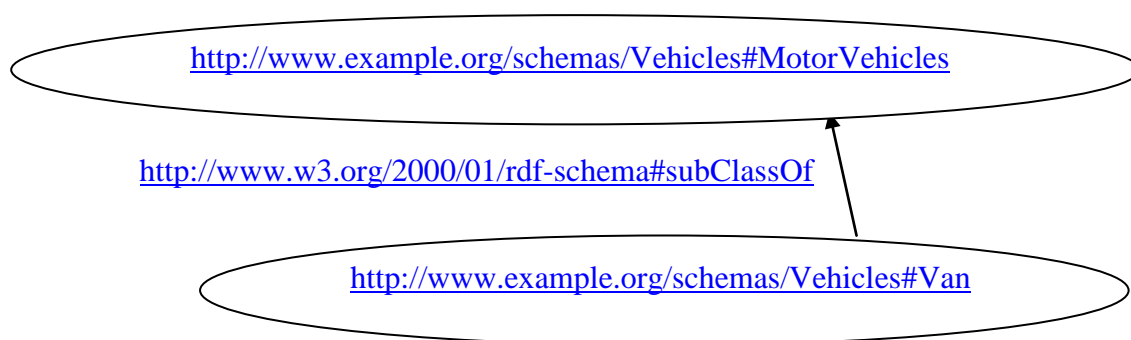 http://www.example.org/schemas/Vehicles#MotorVehicles
http://www.w3.org/2000/01/rdf-schema#subClassOf
http://www.example.org/schemas/Vehicles#Van